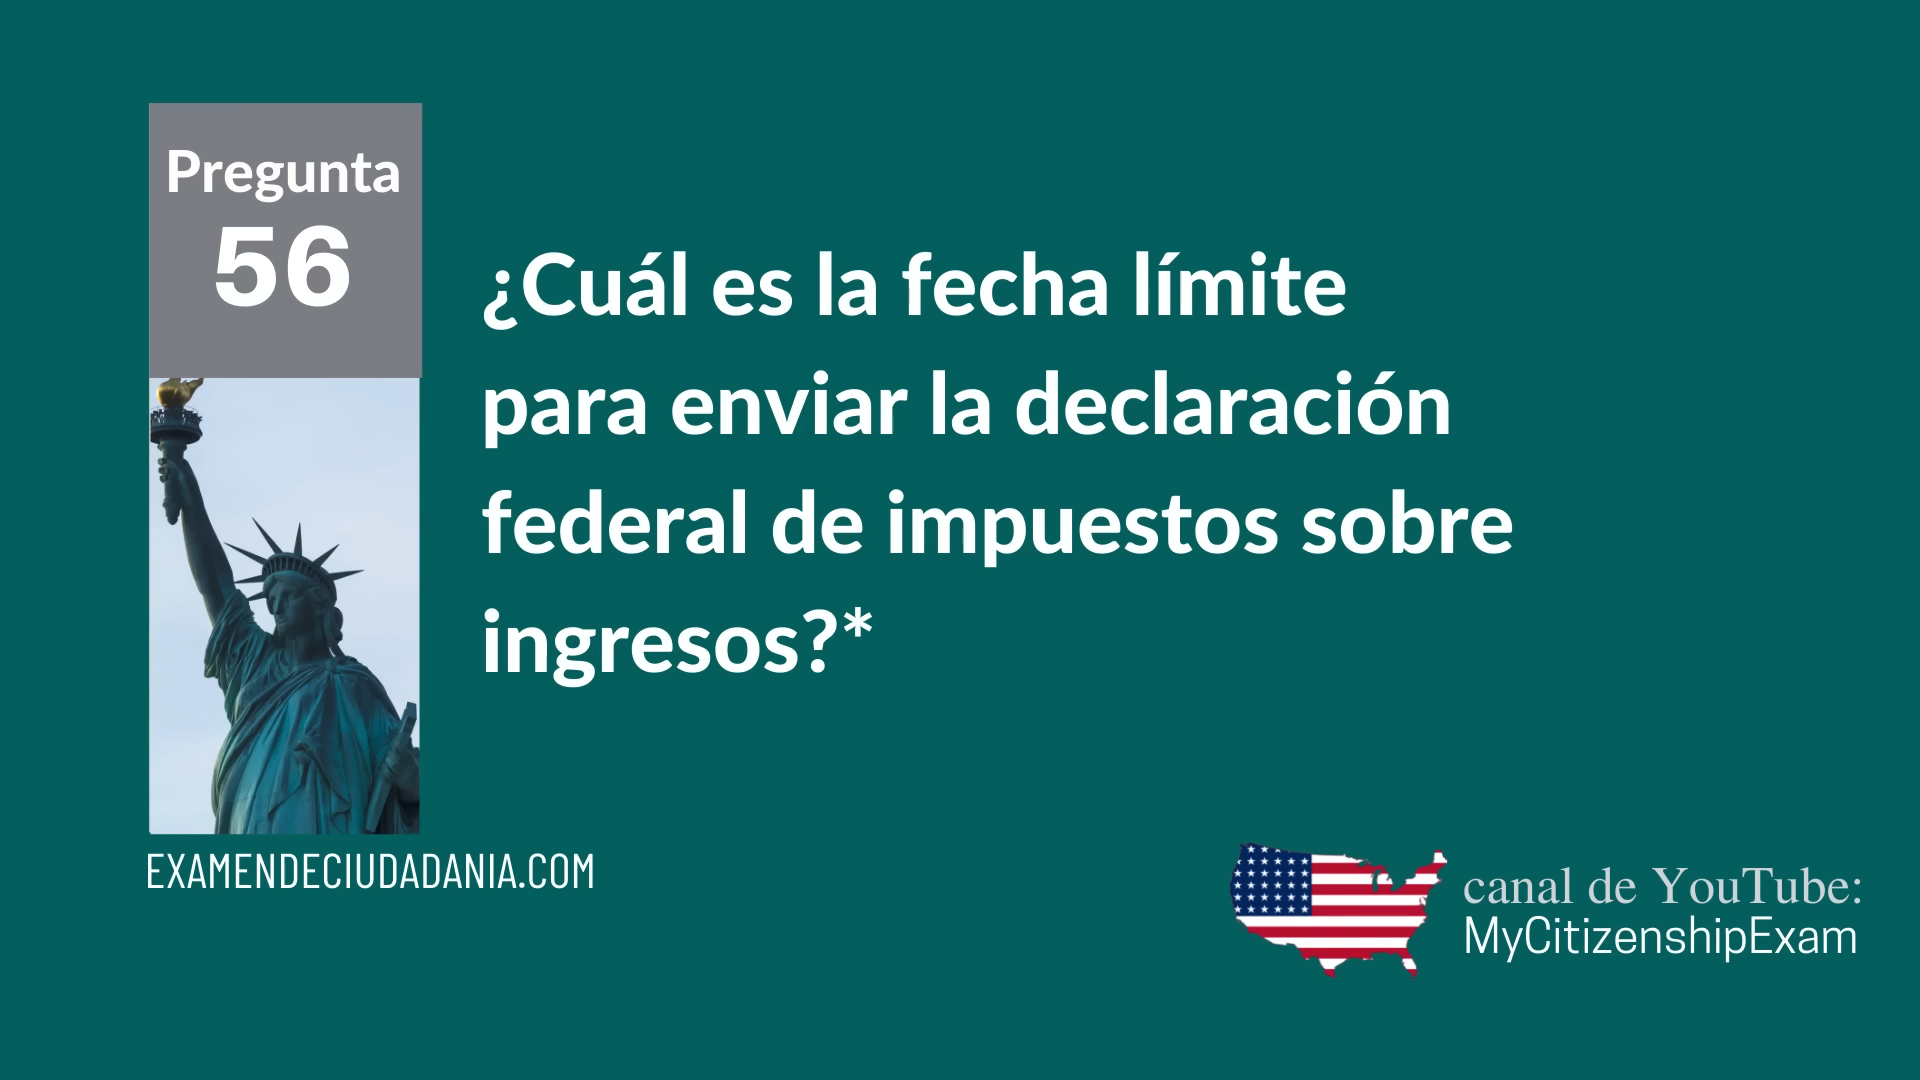 Pregunta
56
¿Cuál es la fecha límite
para enviar la declaración
federal de impuestos sobre
ingresos?*
EXAMENDECIUDADANIA.COM
canal de YouTube:
MyCitizenshipExam